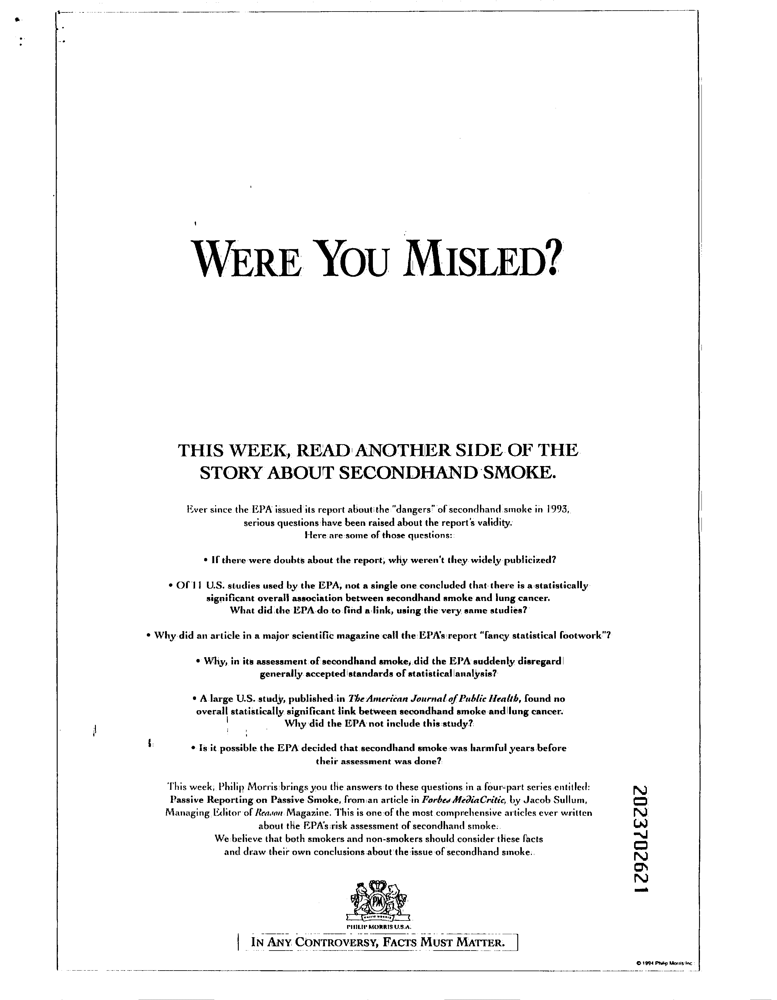 WERE YOU MISLED?
THIS WEEK, READ ANOTHER SIDE OF THE
STORY ABOUT SECONDHAND SMOKE.
Ever since the EPA issued its report about the "dangers" of secondhand smoke in 1993,
serious questions have been raised about the report's validity.
Here are some of those questions:
• If there were doubts about the report, why weren't they widely publicized?
• Of 11 U.S. studies used by the EPA, not a single one concluded that there is a statistically
significant overall association between secondhand smoke and lung cancer.
What did the EPA do to find a link, using the very same studies?
• Why did an article in a major scientific magazine call the EPA's report "fancy statistical footwork"?
• Why, in its assessment of secondhand smoke, did the EPA suddenly disregard
generally accepted standards of statistical analysis?
• A large U.S. study, published in The American Journal of Public Health, found no
overall statistically significant link between secondhand smoke and lung cancer.
Why did the EPA not include this study?
• Is it possible the EPA decided that secondhand smoke was harmful years before
their assessment was done?
This week, Philip Morris brings you the answers to these questions in a four-part series entitled:
Passive Reporting on Passive Smoke, from an article in Forbes MediaCritic, by Jacob Sullum,
Managing Editor of Reason Magazine. This is one of the most comprehensive articles ever written
about the EPA's risk assessment of secondhand smoke.
We believe that both smokers and non-smokers should consider these facts
and draw their own conclusions about the issue of secondhand smoke.
PM
PHILIP MORRIS U.S.A.
IN ANY CONTROVERSY, FACTS MUST MATTER.
© 1994 Philip Morris Inc
2023702621